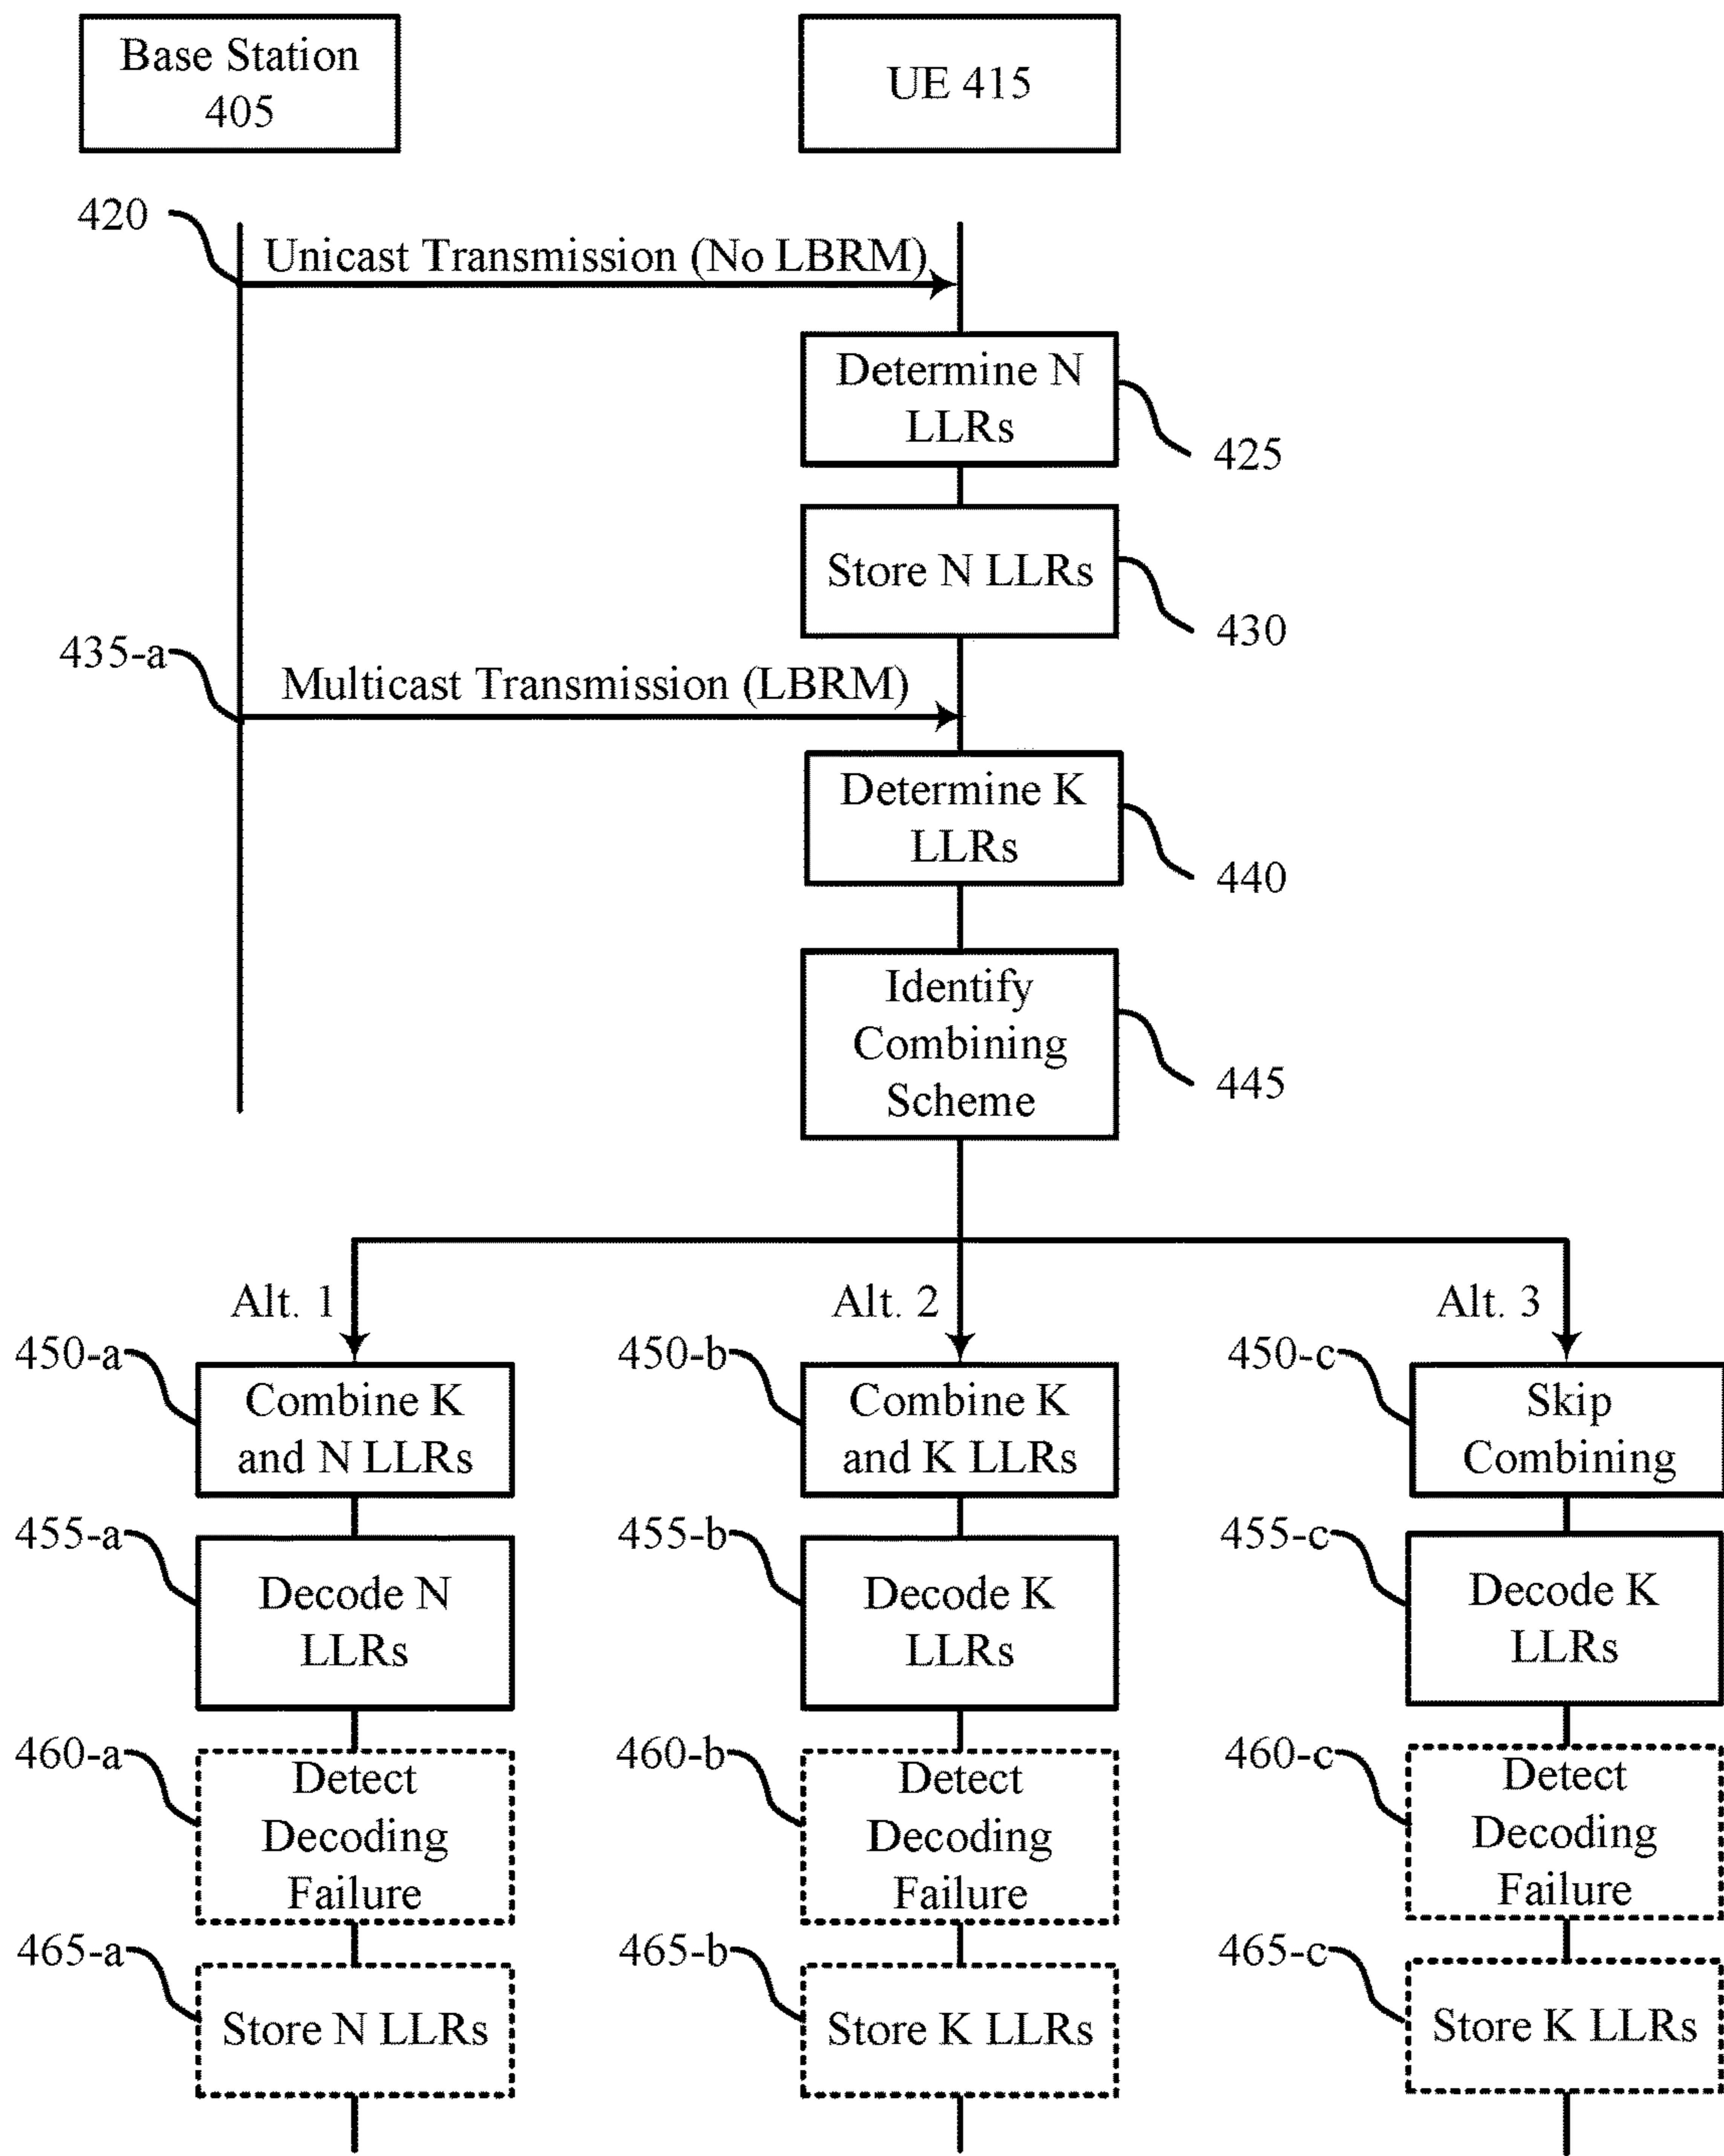 Base Station
405
UE 415
420
Unicast Transmission (No LBRM)
Determine N
LLRs
425
Store N LLRs
430
435-a
Multicast Transmission (LBRM)
Determine K
LLRs
440
Identify
Combining
Scheme
445
Alt. 1
Alt. 2
Alt. 3
450-a
Combine K
and N LLRs
450-b
Combine K
and K LLRs
450-c
Skip
Combining
455-a
Decode N
LLRs
455-b
Decode K
LLRs
455-c
Decode K
LLRs
460-a
Detect
Decoding
Failure
460-b
Detect
Decoding
Failure
460-c
Detect
Decoding
Failure
465-a
Store N LLRs
465-b
Store K LLRs
465-c
Store K LLRs